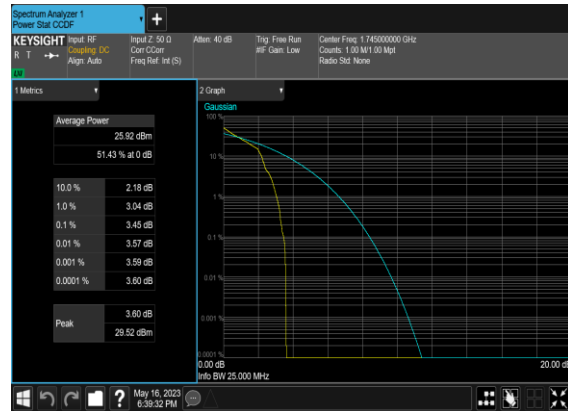 Spectrum Analyzer 1
Power Stat CCDF
KEYSIGHT
R T
LXI
Input: RF
Coupling: DC
Align: Auto
Input Z: 50 Ω
Corr CCorr
Freq Ref: Int (S)
Atten: 40 dB
Trig: Free Run
#IF Gain: Low
Center Freq: 1.745000000 GHz
Counts: 1.00 M/1.00 Mpt
Radio Std: None
1 Metrics
Average Power
25.92 dBm
51.43 % at 0 dB
10.0 % 2.18 dB
1.0 % 3.04 dB
0.1 % 3.45 dB
0.01 % 3.57 dB
0.001 % 3.59 dB
0.0001 % 3.60 dB
Peak
3.60 dB
29.52 dBm
2 Graph
Gaussian
100 %
10 %
1 %
0.1 %
0.01 %
0.001 %
0.0001 %
0.00 dB
20.00 dB
Info BW 25.000 MHz
May 16, 2023
6:39:32 PM